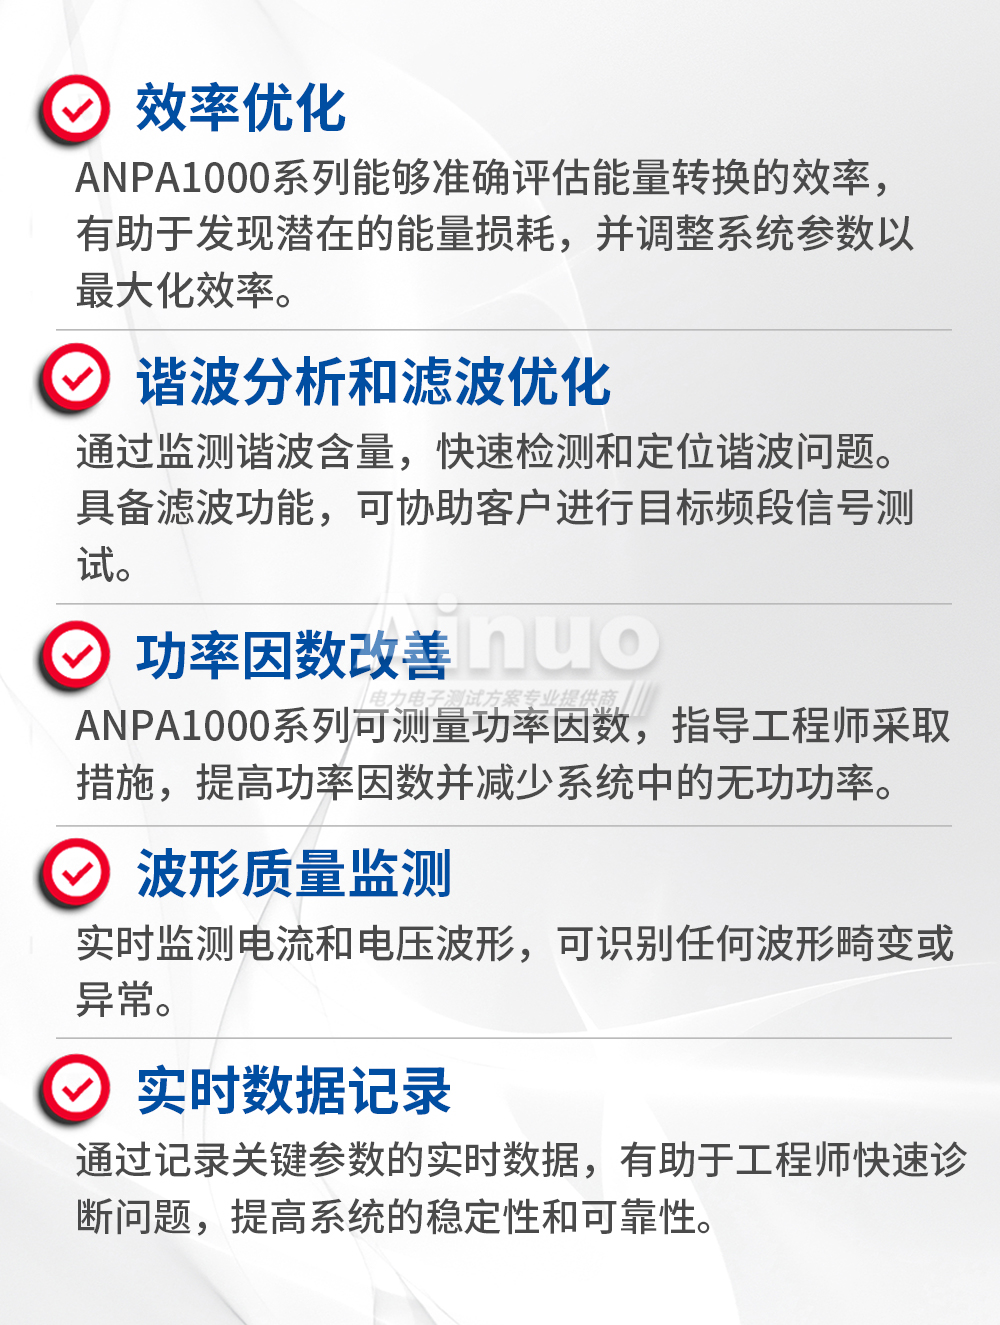 效率优化
ANPA1000系列能够准确评估能量转换的效率，
有助于发现潜在的能量损耗，并调整系统参数以
最大化效率。
谐波分析和滤波优化
通过监测谐波含量，快速检测和定位谐波问题。
具备滤波功能，可协助客户进行目标频段信号测
试。
Ainuo
功率因数改善
电力电子测试方案专业提供商
ANPA1000系列可测量功率因数，指导工程师采取
措施，提高功率因数并减少系统中的无功功率。
波形质量监测
实时监测电流和电压波形，可识别任何波形畸变或
异常。
实时数据记录
通过记录关键参数的实时数据，有助于工程师快速诊
断问题，提高系统的稳定性和可靠性。